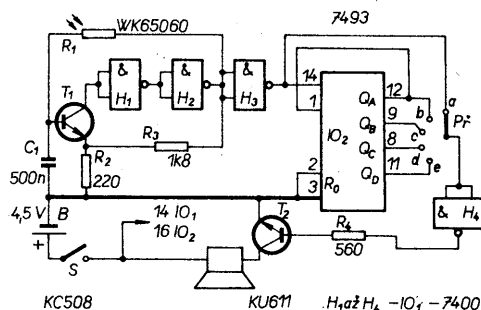 WK65060
7493
R1
T1
&
H1
&
H2
&
H3
14
1
12
QA
9
QB
8
QC
11
QD
a
b
c
d
e
Př
IO2
2
3
R0
C1
500n
R3
1k8
R2
220
4,5 V
B
+
S
14 IO1
16 IO2
T2
R4
560
&
H4
KC508
KU611
H1 až H4 - IO1 - 7400